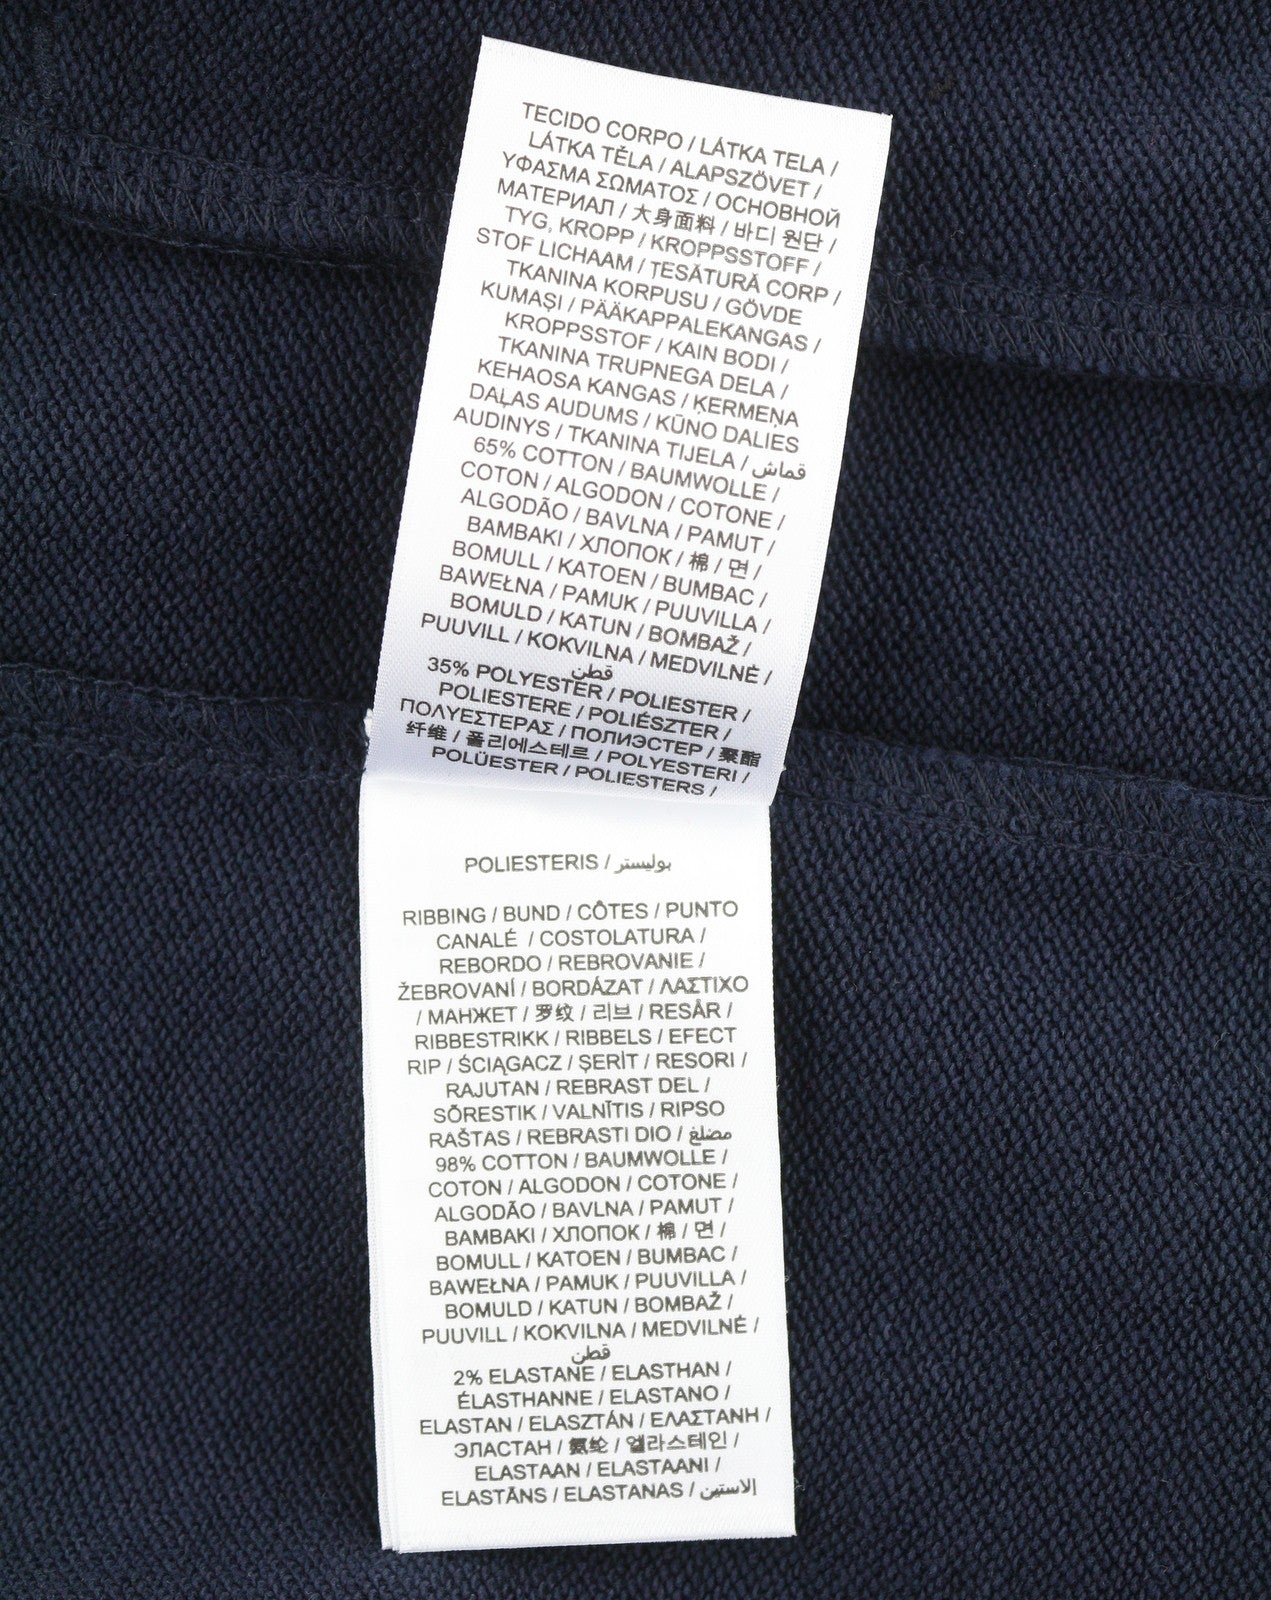 TECIDO CORPO / LÁTKA TELA /
LÁTKA TĚLA / ALAPSZÖVET /
ΥΦΑΣΜΑ ΣΩΜΑΤΟΣ / ОСНОВНОЙ
МАТЕРИАЛ / 大身面料 / 바디 원단 /
TYG, KROPP / KROPPSSTOFF /
STOF LICHAAM / ȚESĂTURĂ CORP /
TKANINA KORPUSU / GÖVDE
KUMAŞI / PÄÄKAPPALEKANGAS /
KROPPSSTOF / KAIN BODI /
TKANINA TRUPNEGA DELA /
KEHAOSA KANGAS / ĶERMEŅA
DAĻAS AUDUMS / KŪNO DALIES
AUDINYS / TKANINA TIJELA / قماش
65% COTTON / BAUMWOLLE /
COTON / ALGODON / COTONE /
ALGODÃO / BAVLNA / PAMUT /
BAMBAKI / ХЛОПОК / 棉 / 면 /
BOMULL / KATOEN / BUMBAC /
BAWEŁNA / PAMUK / PUUVILLA /
BOMULD / KATUN / BOMBAŽ /
PUUVILL / KOKVILNA / MEDVILNĖ /
قطن
35% POLYESTER / POLIESTER /
POLIESTERE / POLIÉSZTER /
ΠΟΛΥΕΣΤΕΡΑΣ / ПОЛИЭСТЕР / 聚酯
纤维 / 폴리에스테르 / POLYESTERI /
POLÜESTER / POLIESTERS /
POLIESTERIS / بوليستر
RIBBING / BUND / CÔTES / PUNTO
CANALÉ / COSTOLATURA /
REBORDO / REBROVANIE /
ŽEBROVANÍ / BORDÁZAT / ΛΑΣΤΙΧΟ
/ МАНЖЕТ / 罗纹 / 리브 / RESÅR /
RIBBESTRIKK / RIBBELS / EFECT
RIP / ŚCIĄGACZ / ŞERİT / RESORI /
RAJUTAN / REBRAST DEL /
SÕRESTIK / VALNĪTIS / RIPSO
RAŠTAS / REBRASTI DIO / مضلع
98% COTTON / BAUMWOLLE /
COTON / ALGODON / COTONE /
ALGODÃO / BAVLNA / PAMUT /
BAMBAKI / ХЛОПОК / 棉 / 면 /
BOMULL / KATOEN / BUMBAC /
BAWEŁNA / PAMUK / PUUVILLA /
BOMULD / KATUN / BOMBAŽ /
PUUVILL / KOKVILNA / MEDVILNĖ /
قطن
2% ELASTANE / ELASTHAN /
ÉLASTHANNE / ELASTANO /
ELASTAN / ELASZTÁN / ΕΛΑΣΤΑΝΗ /
ЭЛАСТАН / 氨纶 / 엘라스테인 /
ELASTAAN / ELASTAANI /
ELASTĀNS / ELASTANAS / إلاستين